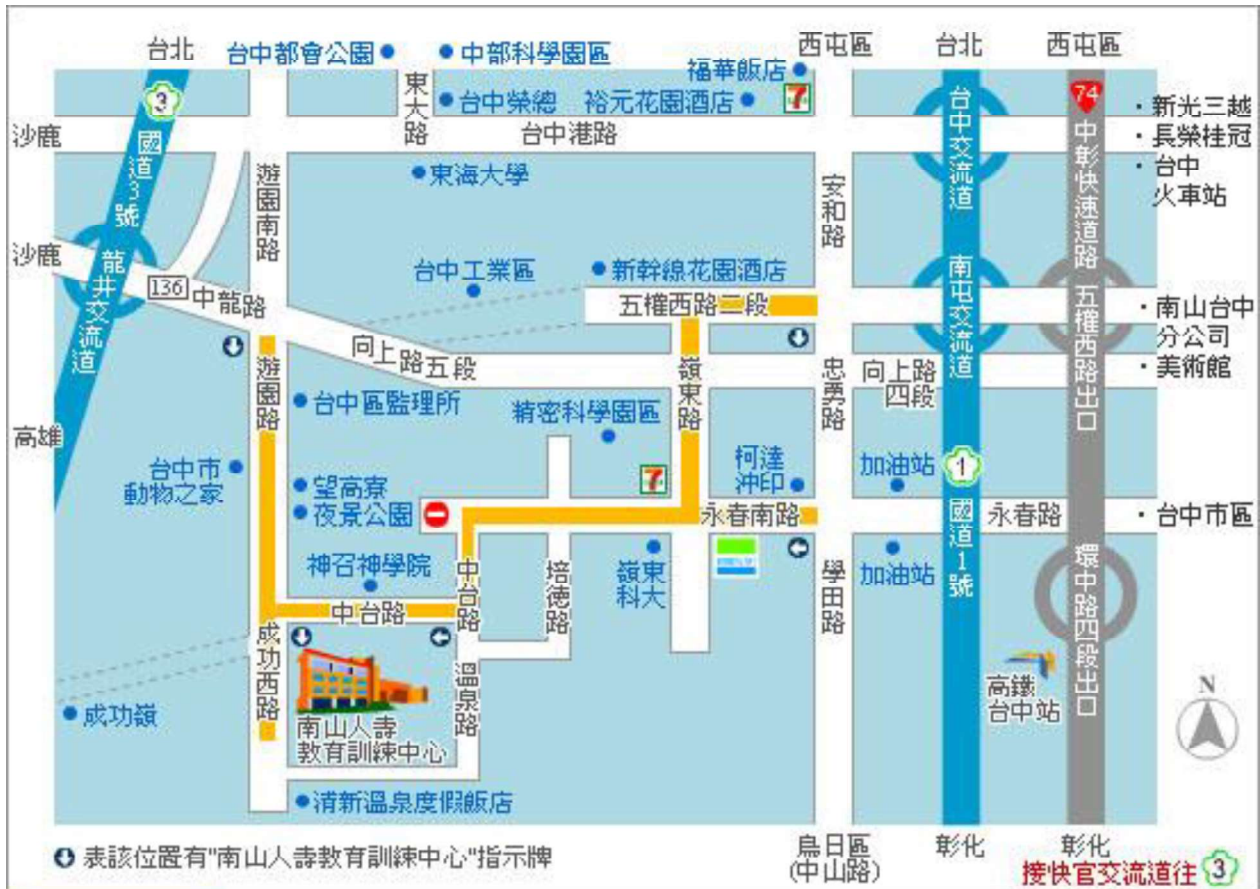 台北
台中都會公園
中部科學園區
西屯區
台北
西屯區
福華飯店
3
東大路
台中榮總
裕元花園酒店
7
74
沙鹿
台中港路
台中交流道
中彰快速道路
·新光三越
·長榮桂冠
·台中
火車站
國道3號
遊園南路
東海大學
安和路
沙鹿
龍井交流道
136
中龍路
台中工業區
新幹線花園酒店
南屯交流道
五權西路二段
五權西路出口
·南山台中
分公司
·美術館
向上路五段
遊園路
嶺東路
忠勇路
向上路
四段
高雄
台中區監理所
精密科學園區
台中市
動物之家
望高寮
夜景公園
7
柯達
沖印
加油站
1
永春南路
國道1號
永春路
·台中市區
神召神學院
中台路
培德路
嶺東
科大
學田路
加油站
環中路四段出口
中台路
成功西路
溫泉路
高鐵
台中站
N
成功嶺
南山人壽
教育訓練中心
清新溫泉度假飯店
表該位置有"南山人壽教育訓練中心"指示牌
烏日區
(中山路)
彰化
彰化
接快官交流道往 3